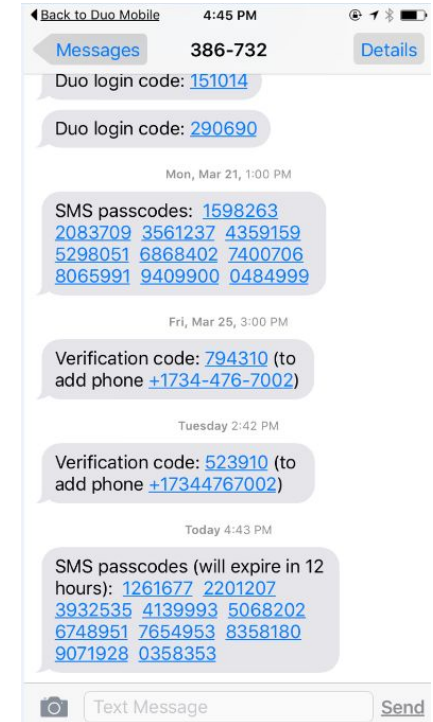 Back to Duo Mobile 4:45 PM
Messages 386-732 Details
Duo login code: 151014
Duo login code: 290690
Mon, Mar 21, 1:00 PM
SMS passcodes: 1598263
2083709 3561237 4359159
5298051 6868402 7400706
8065991 9409900 0484999
Fri, Mar 25, 3:00 PM
Verification code: 794310 (to
add phone +1734-476-7002)
Tuesday 2:42 PM
Verification code: 523910 (to
add phone +17344767002)
Today 4:43 PM
SMS passcodes (will expire in 12
hours): 1261677 2201207
3932535 4139993 5068202
6748951 7654953 8358180
9071928 0358353
Text Message Send